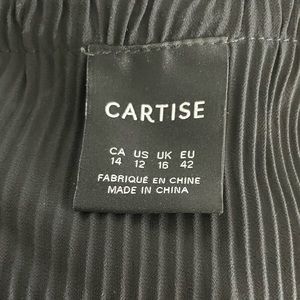 CARTISE
CA US UK EU
14 12 16 42
FABRIQUÉ EN CHINE
MADE IN CHINA